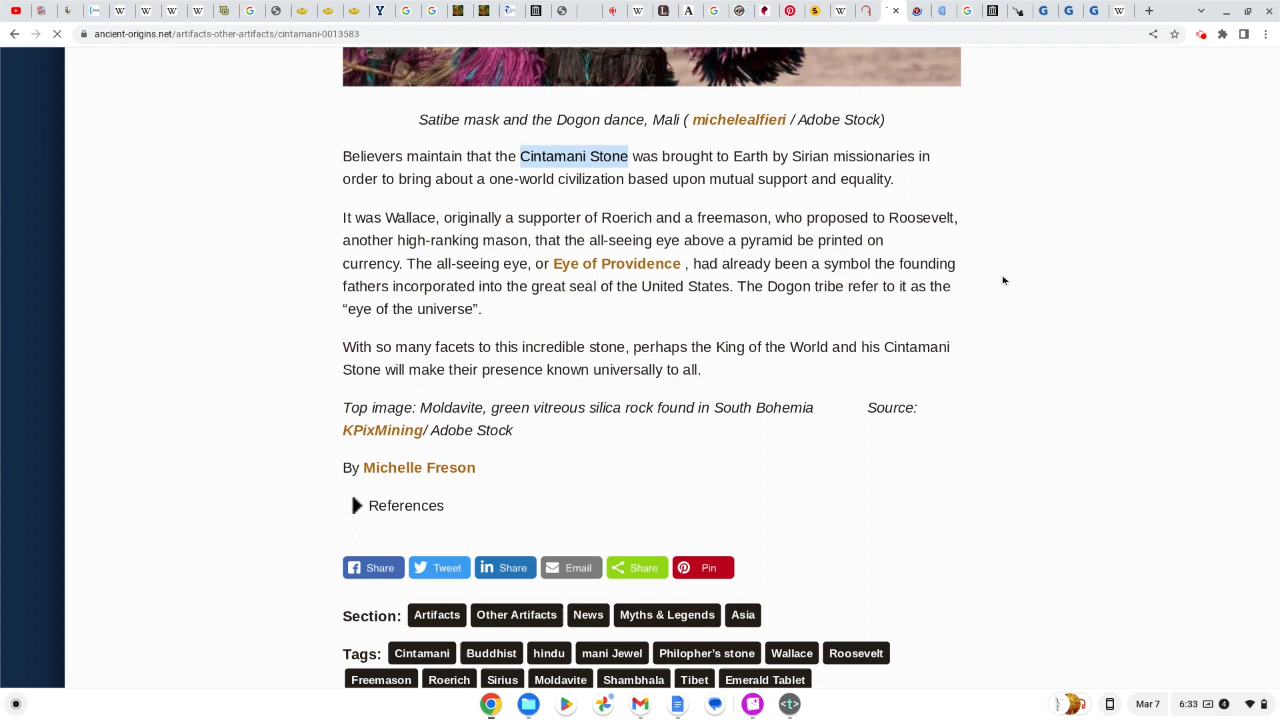 ancient-origins.net/artifacts-other-artifacts/cintamani-0013583
Satibe mask and the Dogon dance, Mali ( michelealfieri / Adobe Stock)
Believers maintain that the Cintamani Stone was brought to Earth by Sirian missionaries in
order to bring about a one-world civilization based upon mutual support and equality.
It was Wallace, originally a supporter of Roerich and a freemason, who proposed to Roosevelt,
another high-ranking mason, that the all-seeing eye above a pyramid be printed on
currency. The all-seeing eye, or Eye of Providence , had already been a symbol the founding
fathers incorporated into the great seal of the United States. The Dogon tribe refer to it as the
“eye of the universe”.
With so many facets to this incredible stone, perhaps the King of the World and his Cintamani
Stone will make their presence known universally to all.
Top image: Moldavite, green vitreous silica rock found in South Bohemia Source:
KPixMining/ Adobe Stock
By Michelle Freson
References
Share Tweet Share Email Share Pin
Section: Artifacts Other Artifacts News Myths & Legends Asia
Tags: Cintamani Buddhist hindu mani Jewel Philopher's stone Wallace Roosevelt
Freemason Roerich Sirius Moldavite Shambhala Tibet Emerald Tablet
Mar 7 6:33 4